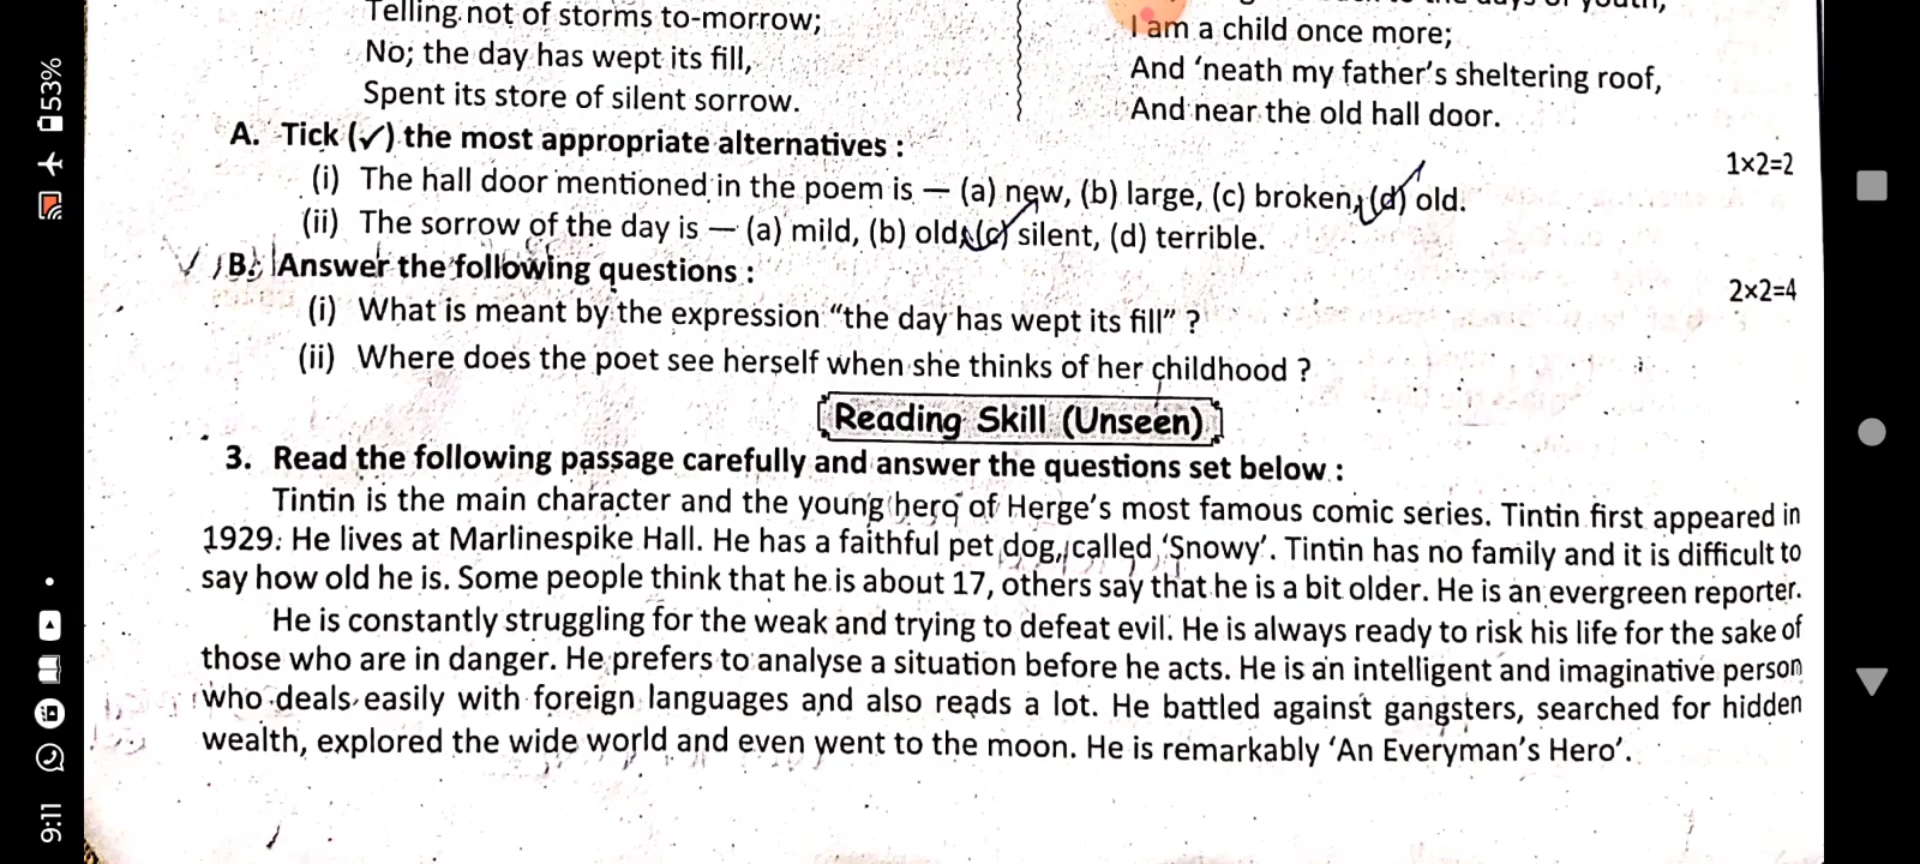 Telling not of storms to-morrow;
No; the day has wept its fill,
Spent its store of silent sorrow.
I am a child once more;
And 'neath my father's sheltering roof,
And near the old hall door.
A. Tick (✓) the most appropriate alternatives :
1×2=2
(i) The hall door mentioned in the poem is — (a) new, (b) large, (c) broken, (d) old.
(ii) The sorrow of the day is — (a) mild, (b) old, (c) silent, (d) terrible.
B. Answer the following questions :
2×2=4
(i) What is meant by the expression "the day has wept its fill" ?
(ii) Where does the poet see herself when she thinks of her childhood ?
Reading Skill (Unseen)
3. Read the following passage carefully and answer the questions set below :
Tintin is the main character and the young hero of Herge's most famous comic series. Tintin first appeared in
1929. He lives at Marlinespike Hall. He has a faithful pet dog, called 'Snowy'. Tintin has no family and it is difficult to
say how old he is. Some people think that he is about 17, others say that he is a bit older. He is an evergreen reporter.
He is constantly struggling for the weak and trying to defeat evil. He is always ready to risk his life for the sake of
those who are in danger. He prefers to analyse a situation before he acts. He is an intelligent and imaginative person
who deals easily with foreign languages and also reads a lot. He battled against gangsters, searched for hidden
wealth, explored the wide world and even went to the moon. He is remarkably 'An Everyman's Hero'.
53%
9:11